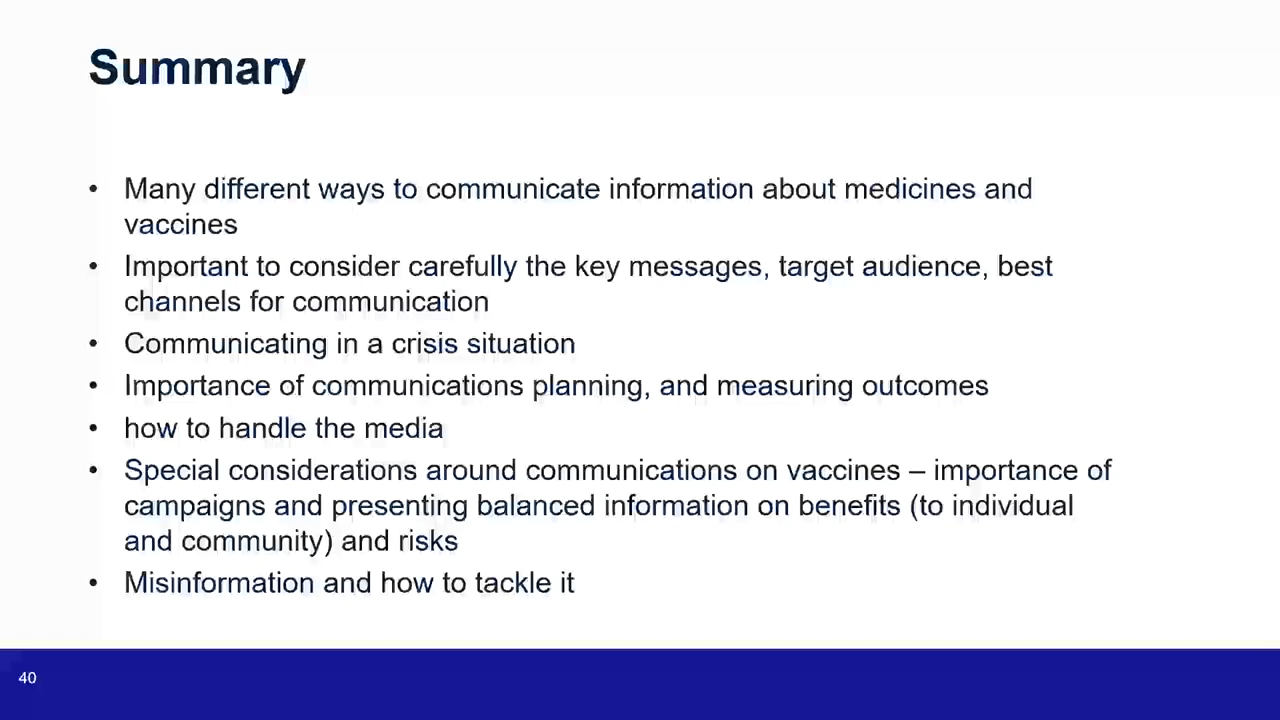 Summary
• Many different ways to communicate information about medicines and
vaccines
• Important to consider carefully the key messages, target audience, best
channels for communication
• Communicating in a crisis situation
• Importance of communications planning, and measuring outcomes
• how to handle the media
• Special considerations around communications on vaccines – importance of
campaigns and presenting balanced information on benefits (to individual
and community) and risks
• Misinformation and how to tackle it
40